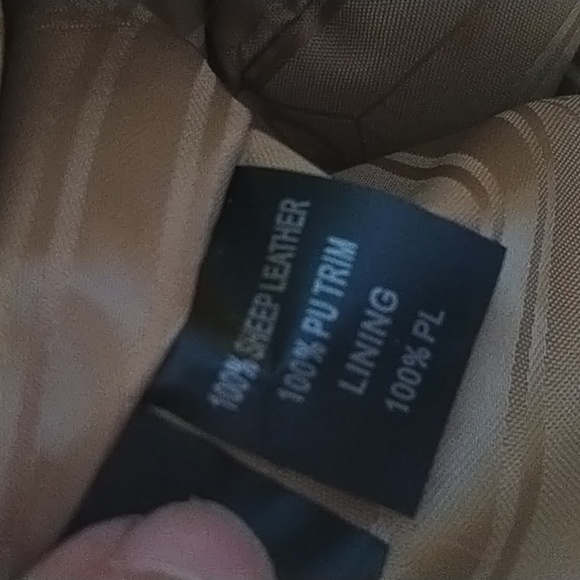 100% SHEEP LEATHER
100% PU TRIM
LINING
100% PL